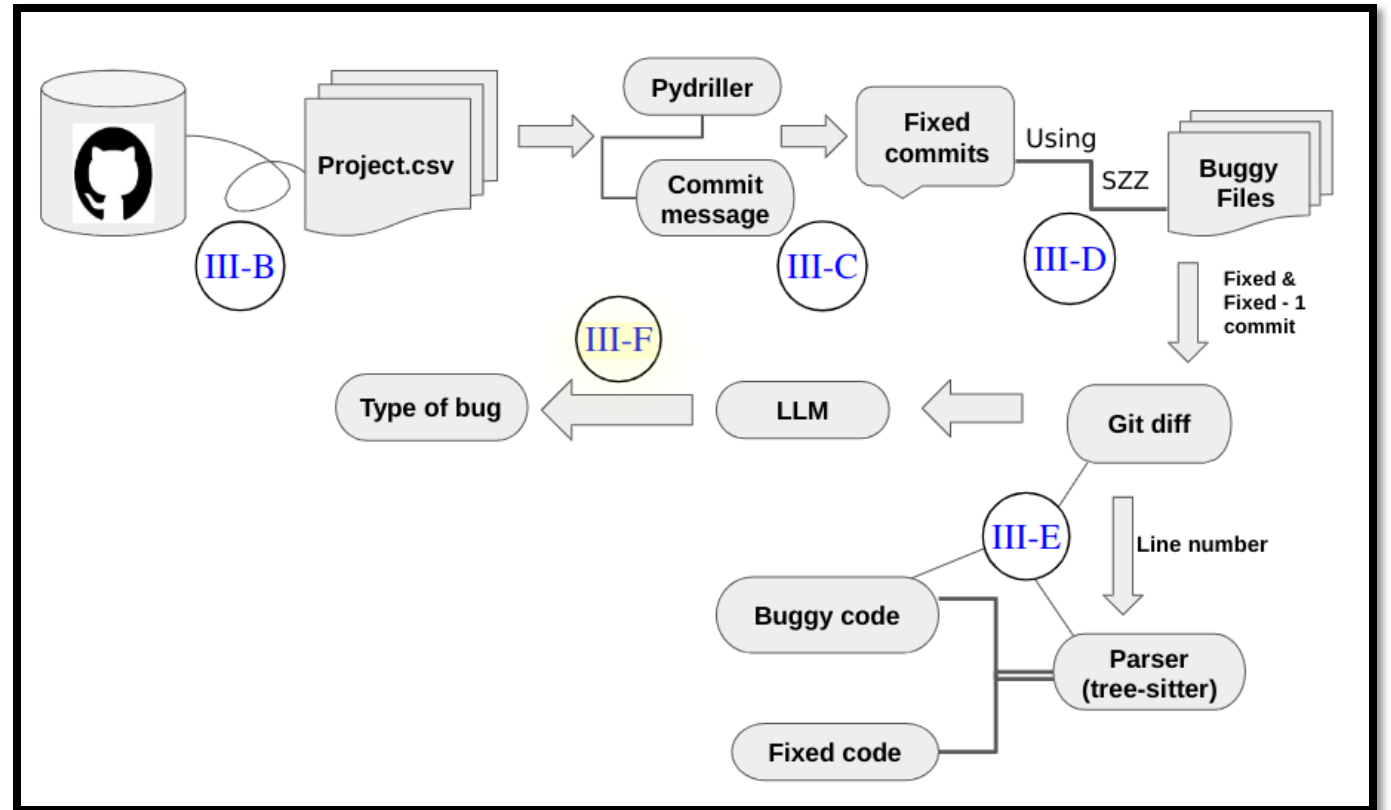 Pydriller
Project.csv
Commit
message
Fixed
commits
Using
SZZ
Buggy
Files
III-B
III-C
III-D
Fixed &
Fixed - 1
commit
III-F
Type of bug
LLM
Git diff
III-E
Line number
Buggy code
Parser
(tree-sitter)
Fixed code